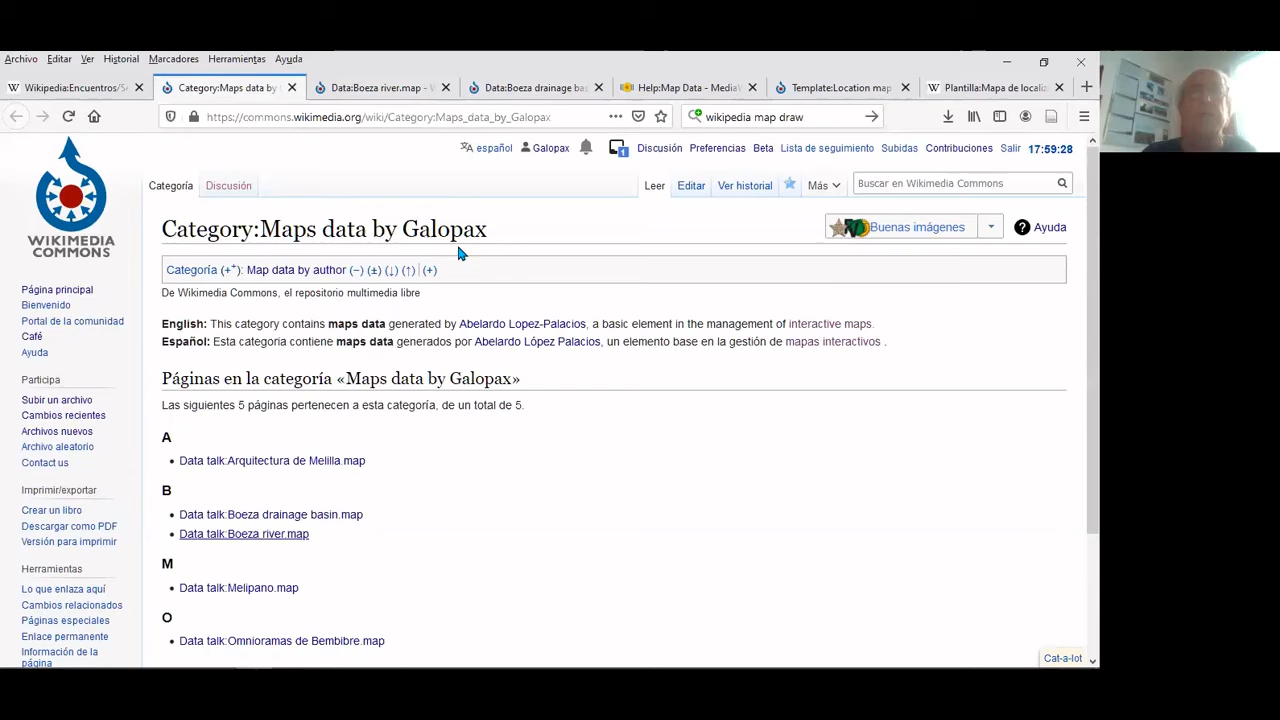 Archivo Editar Ver Historial Marcadores Herramientas Ayuda
Wikipedia:Encuentros/S
Category:Maps data by
Data:Boeza river.map - W
Data:Boeza drainage bas
Help:Map Data - MediaW
Template:Location map
Plantilla:Mapa de locali
https://commons.wikimedia.org/wiki/Category:Maps_data_by_Galopax
wikipedia map draw
español Galopax 1 Discusión Preferencias Beta Lista de seguimiento Subidas Contribuciones Salir 17:59:28
Categoría Discusión Leer Editar Ver historial Más Buscar en Wikimedia Commons
WIKIMEDIA
COMMONS
Category:Maps data by Galopax
Buenas imágenes Ayuda
Categoría (+⁺): Map data by author (−) (±) (↓) (↑) | (+)
De Wikimedia Commons, el repositorio multimedia libre
English: This category contains maps data generated by Abelardo Lopez-Palacios, a basic element in the management of interactive maps.
Español: Esta categoría contiene maps data generados por Abelardo López Palacios, un elemento base en la gestión de mapas interactivos .
Páginas en la categoría «Maps data by Galopax»
Las siguientes 5 páginas pertenecen a esta categoría, de un total de 5.
A
Data talk:Arquitectura de Melilla.map
B
Data talk:Boeza drainage basin.map
Data talk:Boeza river.map
M
Data talk:Melipano.map
O
Data talk:Omnioramas de Bembibre.map
Página principal
Bienvenido
Portal de la comunidad
Café
Ayuda
Participa
Subir un archivo
Cambios recientes
Archivos nuevos
Archivo aleatorio
Contact us
Imprimir/exportar
Crear un libro
Descargar como PDF
Versión para imprimir
Herramientas
Lo que enlaza aquí
Cambios relacionados
Páginas especiales
Enlace permanente
Información de la
página
Cat-a-lot